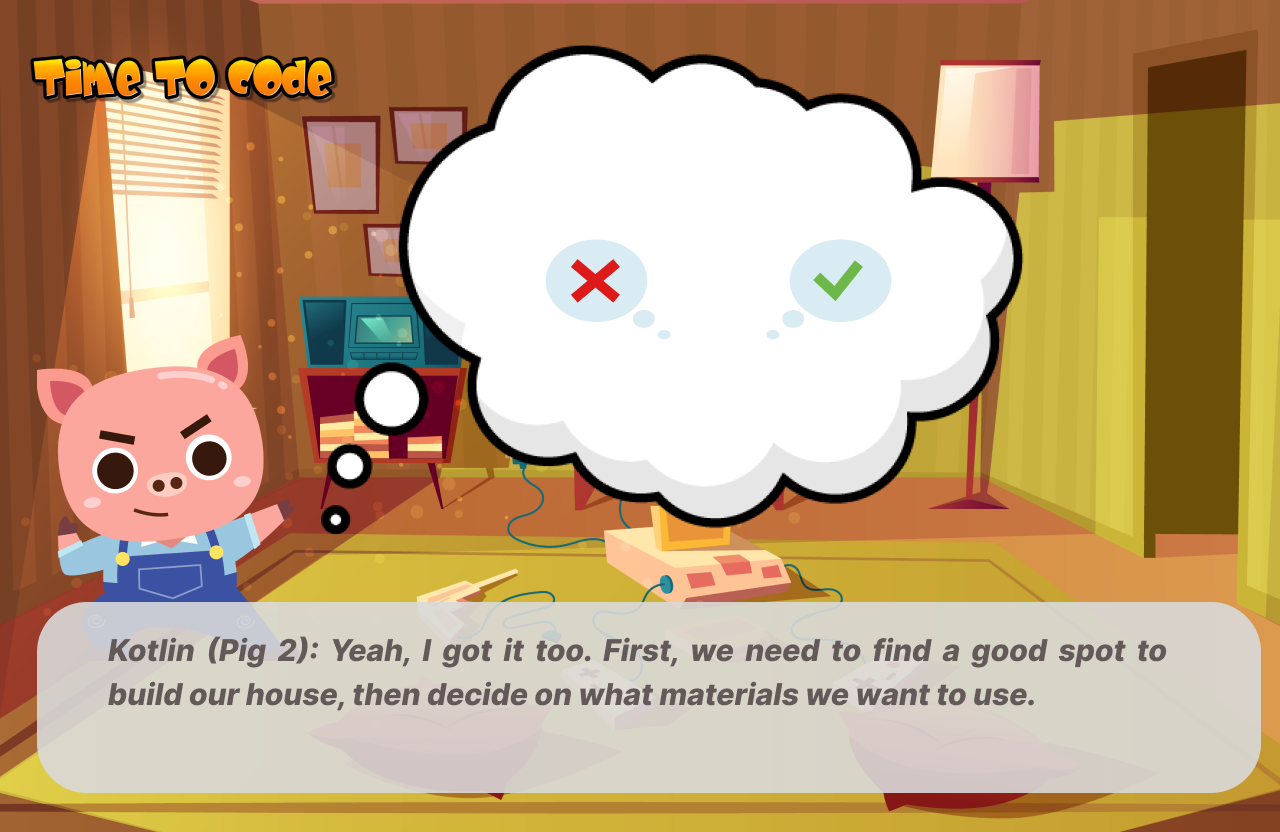 Time To Code
Kotlin (Pig 2): Yeah, I got it too. First, we need to find a good spot to
build our house, then decide on what materials we want to use.